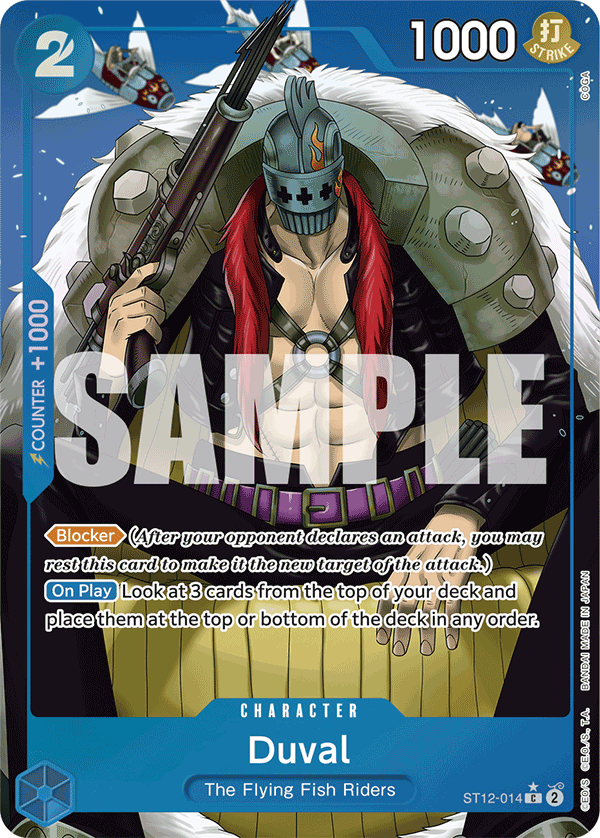 2
1000
打
STRIKE
COGA
COUNTER +1000
SAMPLE
Blocker (After your opponent declares an attack, you may
rest this card to make it the new target of the attack.)
On Play Look at 3 cards from the top of your deck and
place them at the top or bottom of the deck in any order.
CHARACTER
Duval
The Flying Fish Riders
ST12-014 C 2
©E.O/S ©E.O./S., T.A. BANDAI MADE IN JAPAN